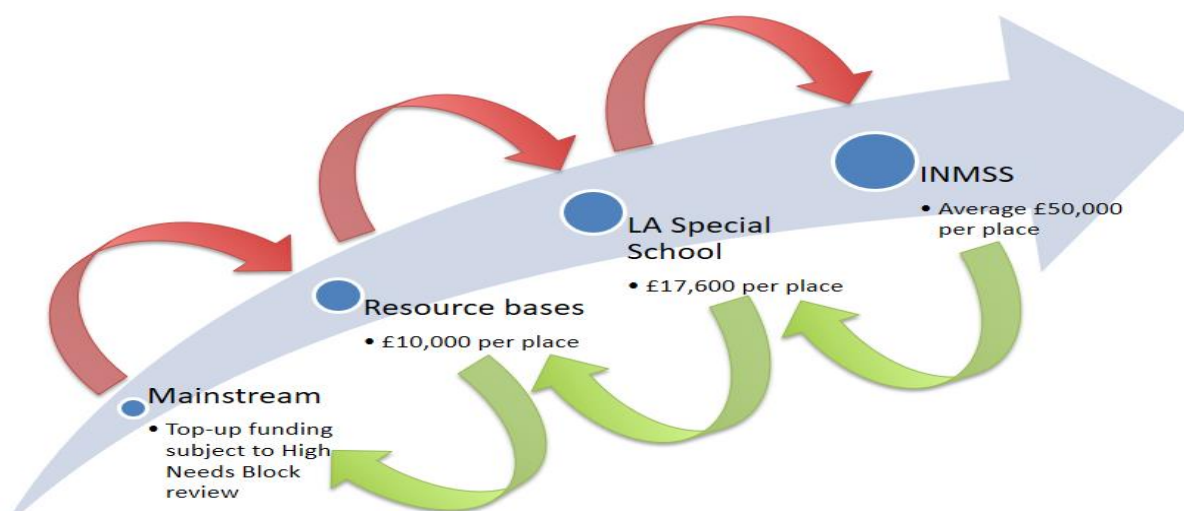 INMSS
• Average £50,000
per place
LA Special
School
• £17,600 per place
Resource bases
• £10,000 per place
Mainstream
• Top-up funding
subject to High
Needs Block
review